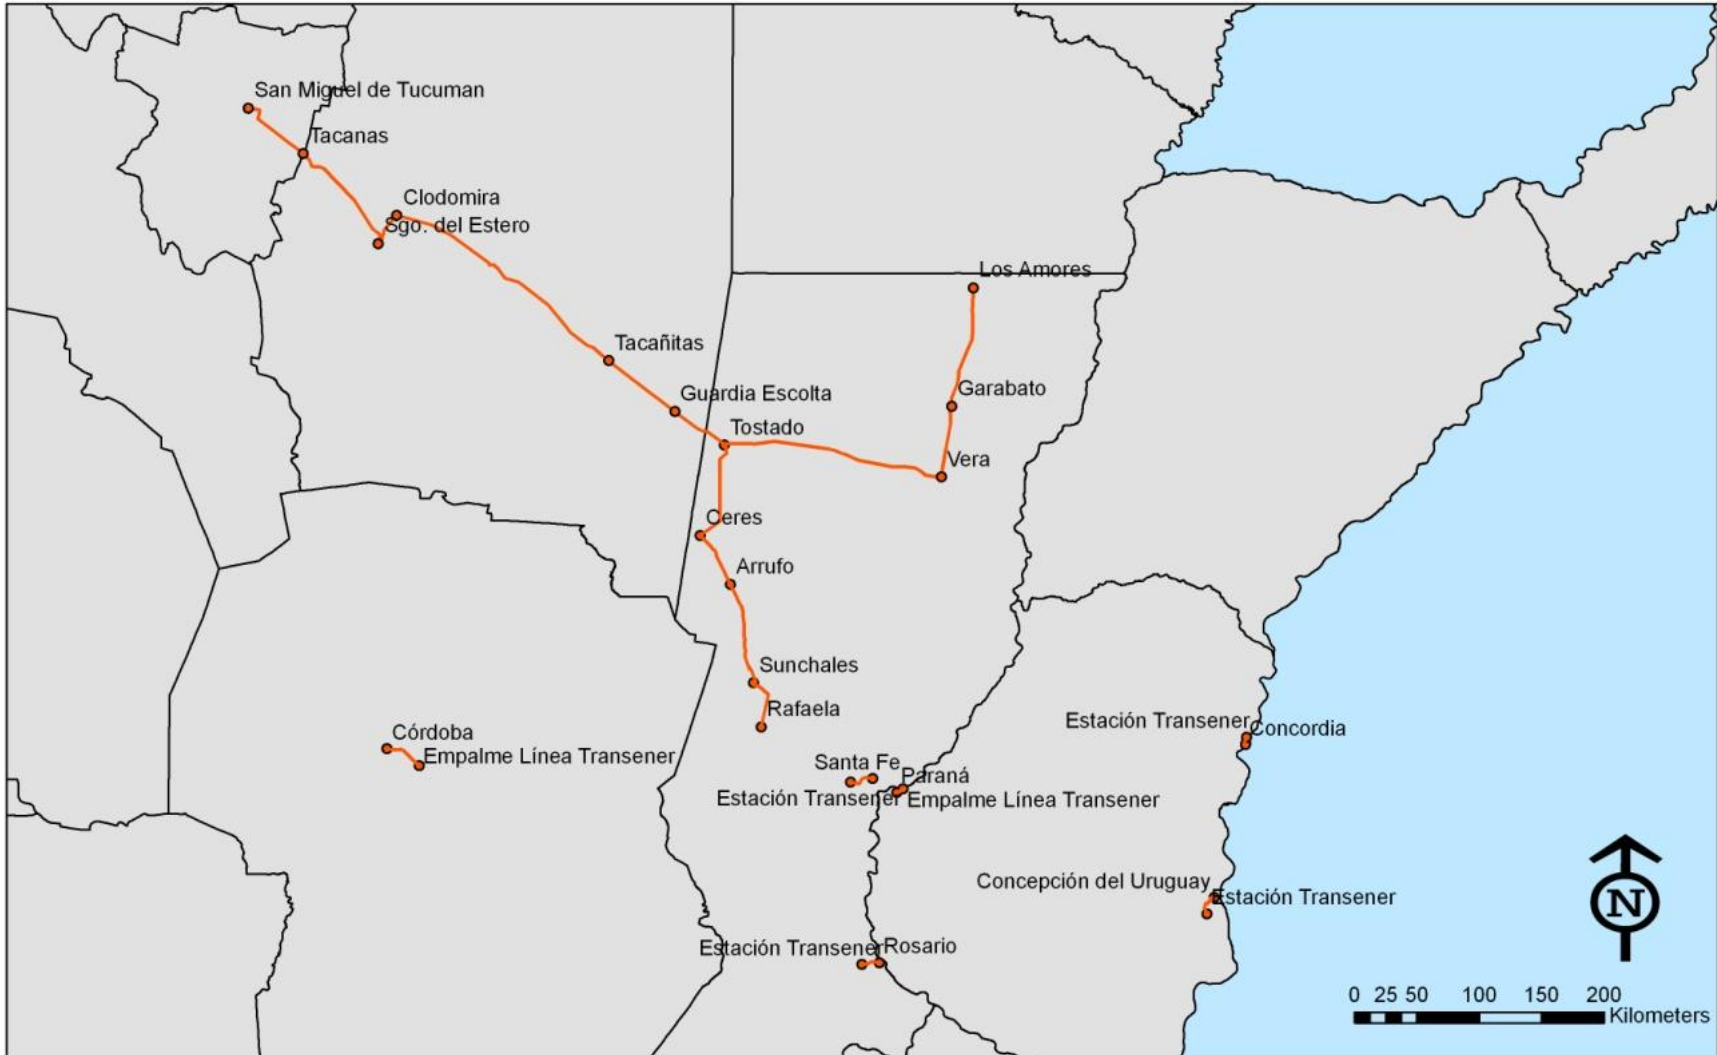 San Miguel de Tucuman
Tacanas
Clodomira
Sgo. del Estero
Los Amores
Tacañitas
Guardia Escolta
Garabato
Tostado
Vera
Ceres
Arrufo
Sunchales
Rafaela
Estación Transener
Concordia
Córdoba
Empalme Línea Transener
Santa Fe
Paraná
Estación Transener
Empalme Línea Transener
Concepción del Uruguay
Estación Transener
Estación Transener
Rosario
N
0 25 50 100 150 200
Kilometers